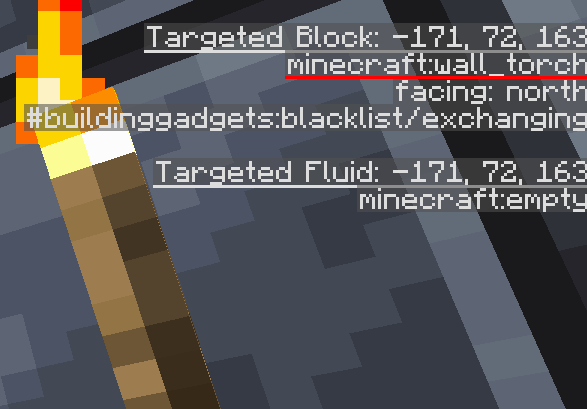 Targeted Block: -171, 72, 163
minecraft:wall_torch
facing: north
#buildinggadgets:blacklist/exchanging
Targeted Fluid: -171, 72, 163
minecraft:empty